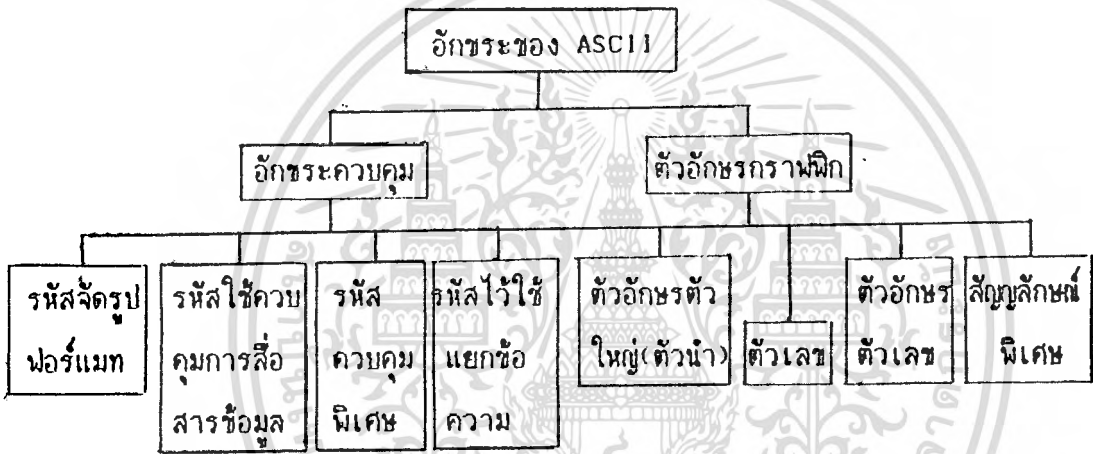 อักขระของ ASCII
อักขระควบคุม
ตัวอักษรกราฟฟิก
รหัสจัดรูป
ฟอร์แมท
รหัสใช้ควบ
คุมการสื่อ
สารข้อมูล
รหัส
ควบคุม
พิเศษ
รหัสไว้ใช้
แยกข้อ
ความ
ตัวอักษรตัว
ใหญ่(ตัวนำ)
ตัวเลข
ตัวอักษร
ตัวเลข
สัญญลักษณ์
พิเศษ